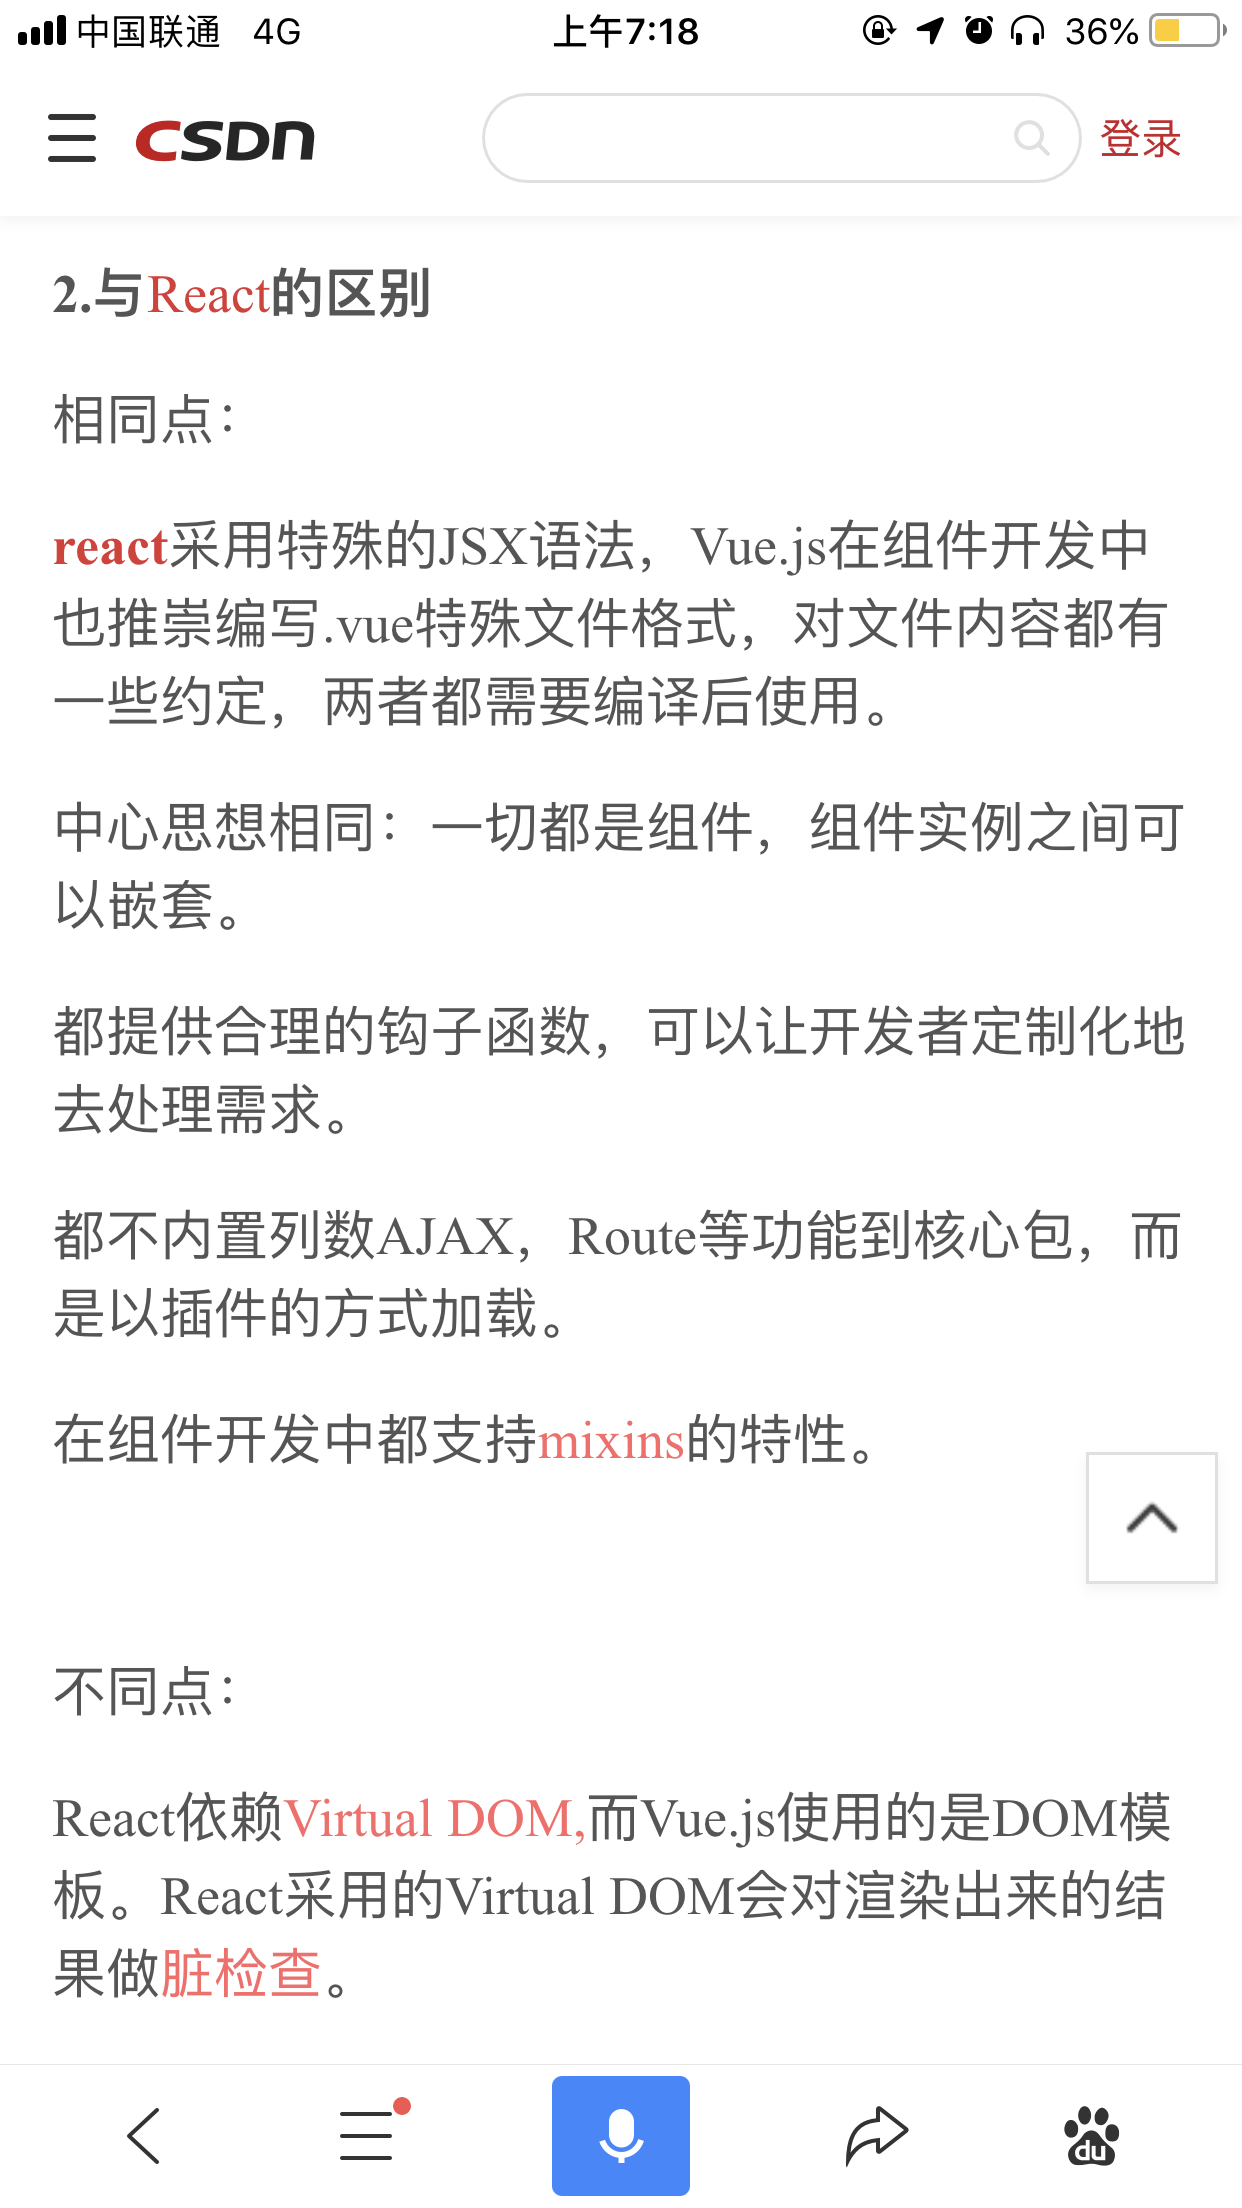 中国联通 4G 上午7:18 36%
CSDN 登录
2.与React的区别
相同点：
react采用特殊的JSX语法，Vue.js在组件开发中
也推崇编写.vue特殊文件格式，对文件内容都有
一些约定，两者都需要编译后使用。
中心思想相同：一切都是组件，组件实例之间可
以嵌套。
都提供合理的钩子函数，可以让开发者定制化地
去处理需求。
都不内置列数AJAX，Route等功能到核心包，而
是以插件的方式加载。
在组件开发中都支持mixins的特性。
不同点：
React依赖Virtual DOM,而Vue.js使用的是DOM模
板。React采用的Virtual DOM会对渲染出来的结
果做脏检查。
du